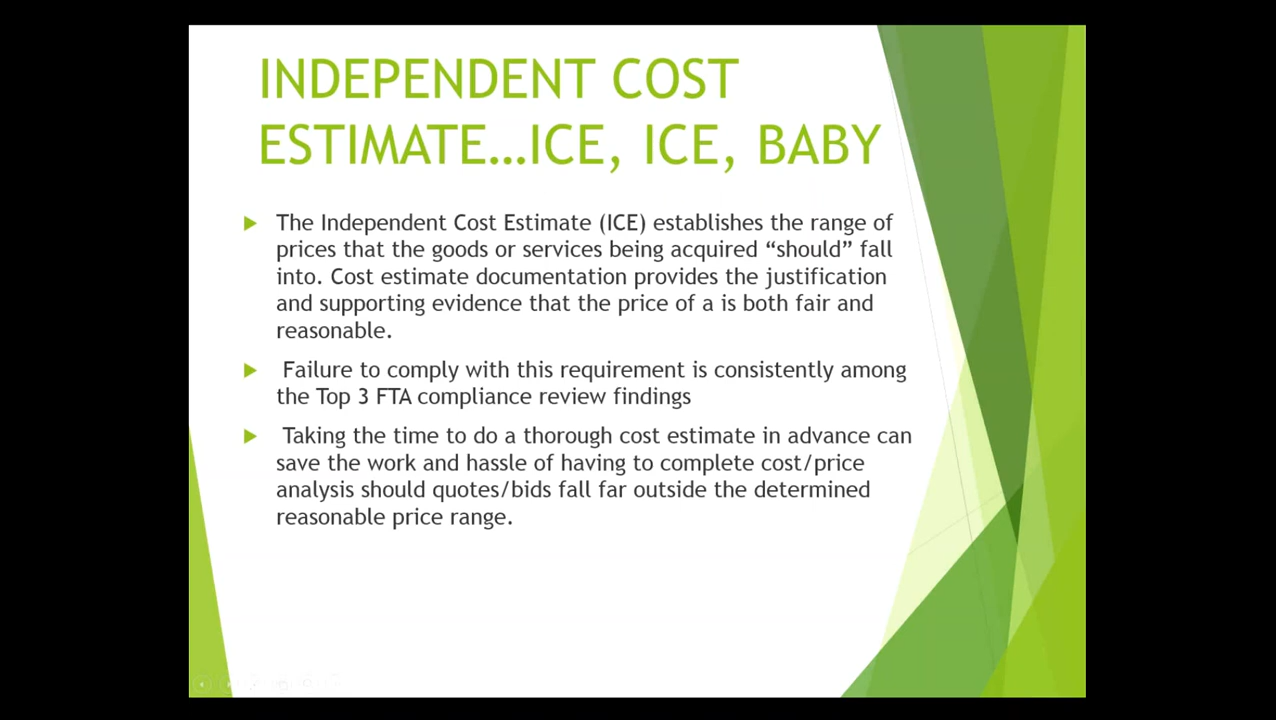 INDEPENDENT COST
ESTIMATE...ICE, ICE, BABY
The Independent Cost Estimate (ICE) establishes the range of
prices that the goods or services being acquired “should” fall
into. Cost estimate documentation provides the justification
and supporting evidence that the price of a is both fair and
reasonable.
Failure to comply with this requirement is consistently among
the Top 3 FTA compliance review findings
Taking the time to do a thorough cost estimate in advance can
save the work and hassle of having to complete cost/price
analysis should quotes/bids fall far outside the determined
reasonable price range.